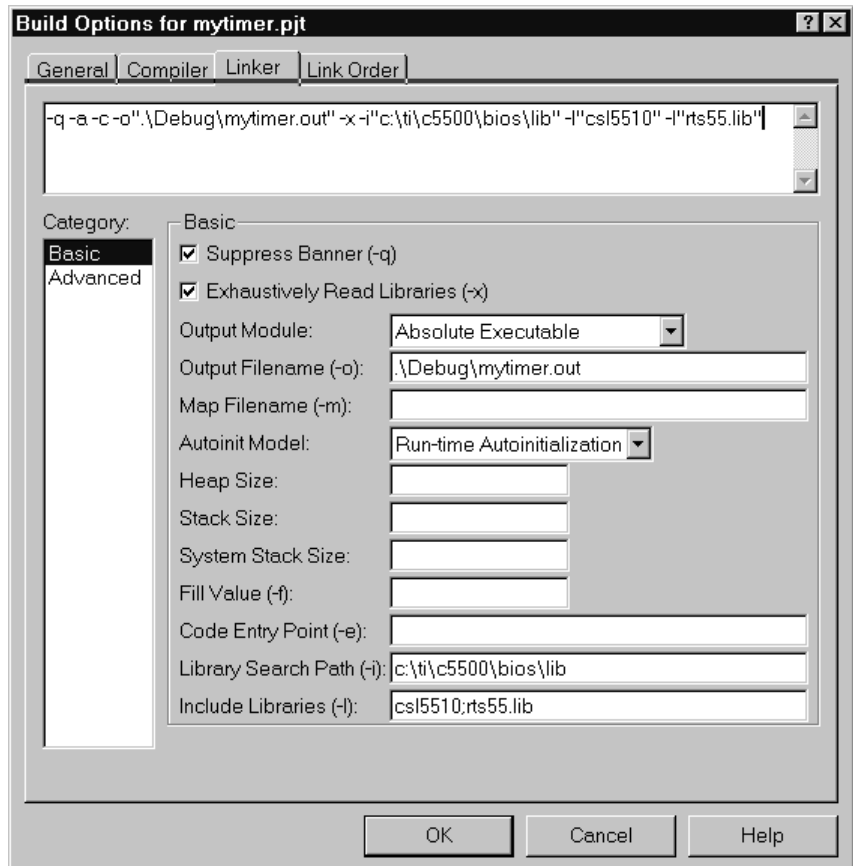 Build Options for mytimer.pjt
General Compiler Linker Link Order
-q -a -c -o".\Debug\mytimer.out" -x -i"c:\ti\c5500\bios\lib" -l"csl5510" -l"rts55.lib"
Category:
Basic
Advanced
Basic
Suppress Banner (-q)
Exhaustively Read Libraries (-x)
Output Module: Absolute Executable
Output Filename (-o): .\Debug\mytimer.out
Map Filename (-m):
Autoinit Model: Run-time Autoinitialization
Heap Size:
Stack Size:
System Stack Size:
Fill Value (-f):
Code Entry Point (-e):
Library Search Path (-i): c:\ti\c5500\bios\lib
Include Libraries (-l): csl5510;rts55.lib
OK Cancel Help